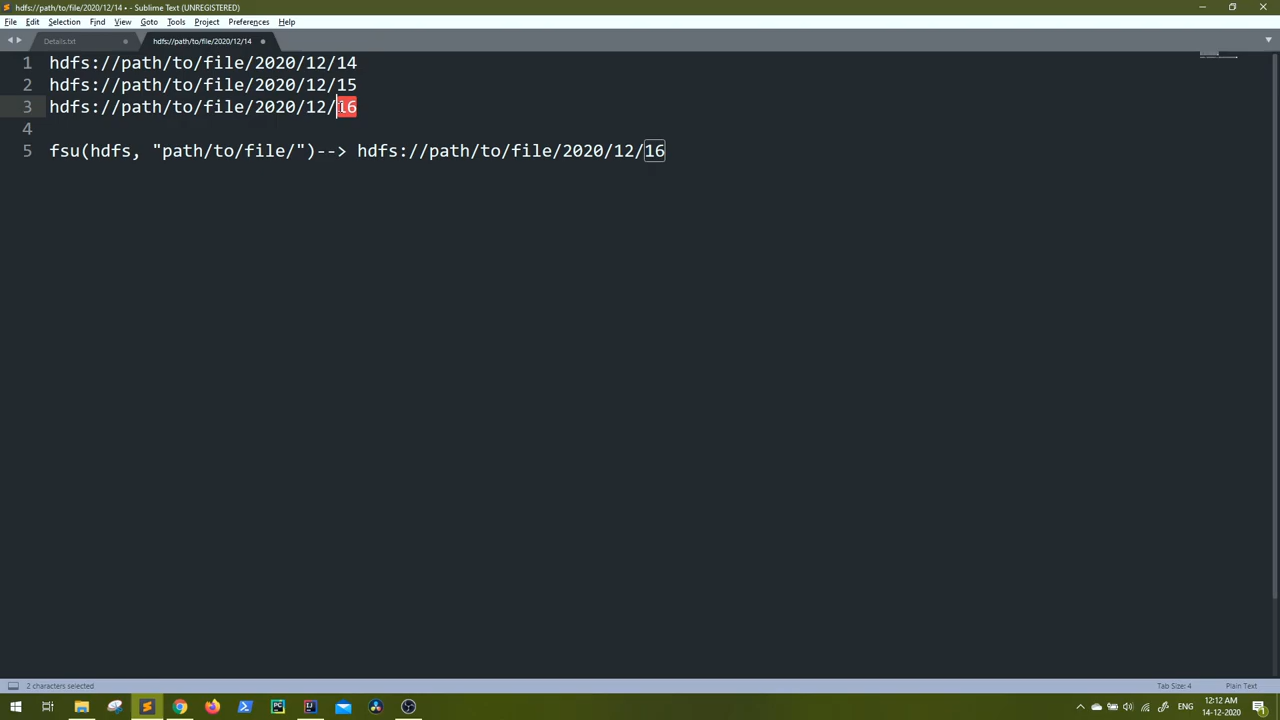 hdfs://path/to/file/2020/12/14 • - Sublime Text (UNREGISTERED)
File Edit Selection Find View Goto Tools Project Preferences Help
Details.txt hdfs://path/to/file/2020/12/14
1 hdfs://path/to/file/2020/12/14
2 hdfs://path/to/file/2020/12/15
3 hdfs://path/to/file/2020/12/16
4
5 fsu(hdfs, "path/to/file/")--> hdfs://path/to/file/2020/12/16
2 characters selected Tab Size: 4 Plain Text
ENG 12:12 AM
14-12-2020